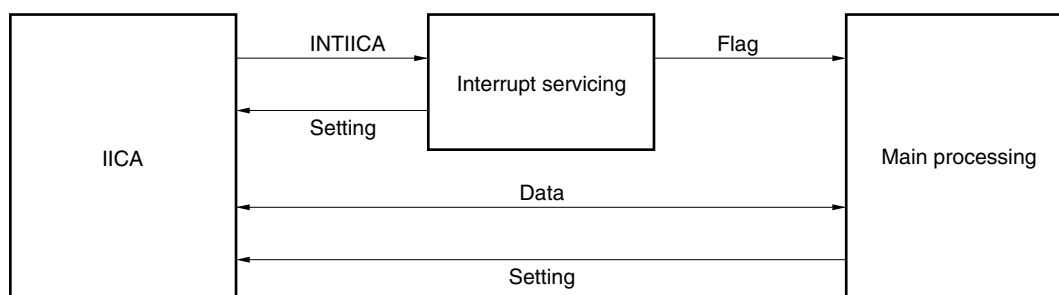 INTIICA
Flag
Interrupt servicing
Setting
IICA
Main processing
Data
Setting